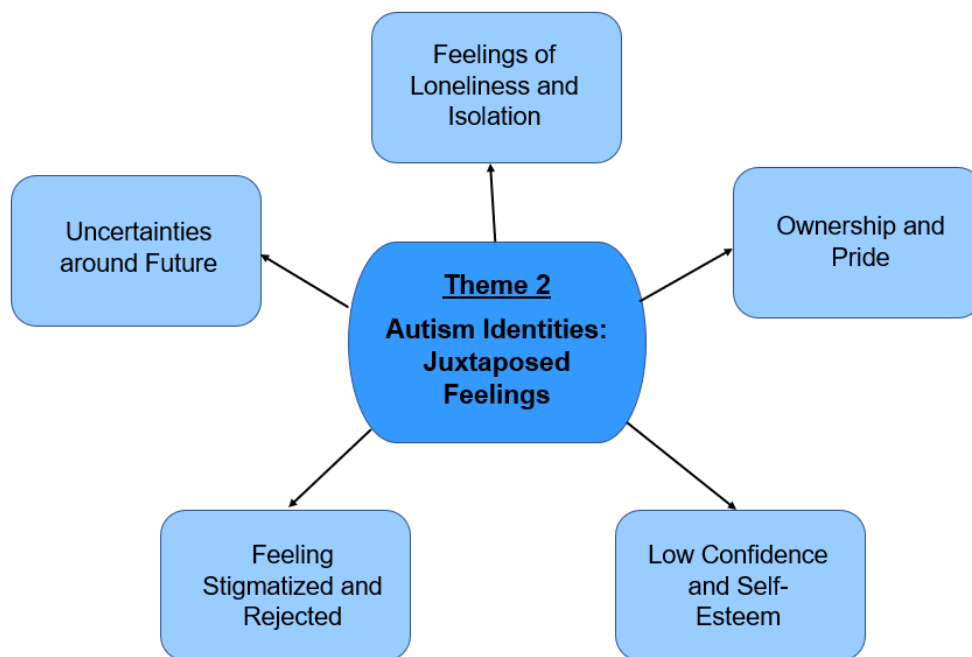 Feelings of
Loneliness and
Isolation
Uncertainties
around Future
Ownership and
Pride
Theme 2
Autism Identities:
Juxtaposed
Feelings
Feeling
Stigmatized and
Rejected
Low Confidence
and Self-
Esteem